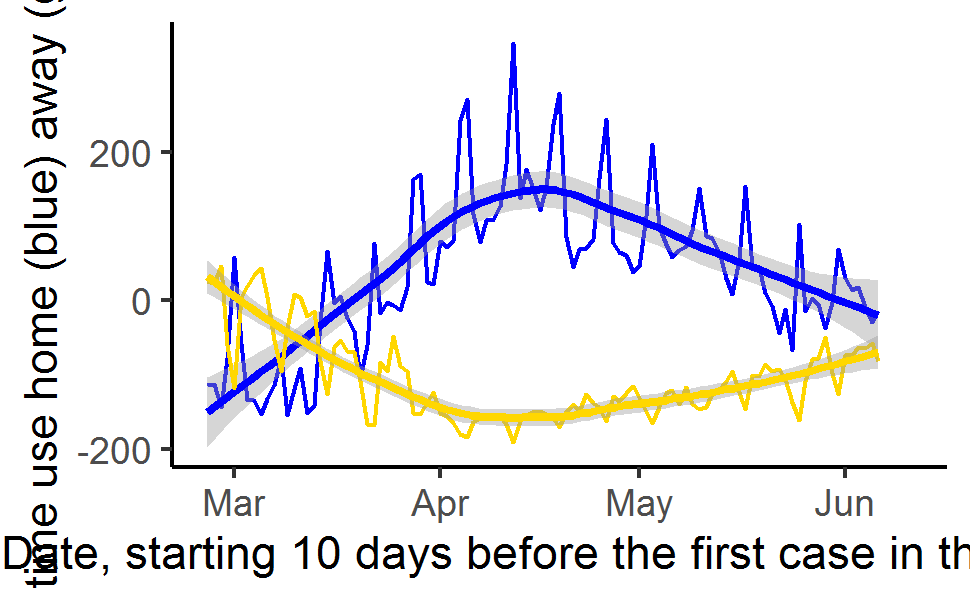 time use home (blue) away (
200
0
-200
Mar Apr May Jun
Date, starting 10 days before the first case in th